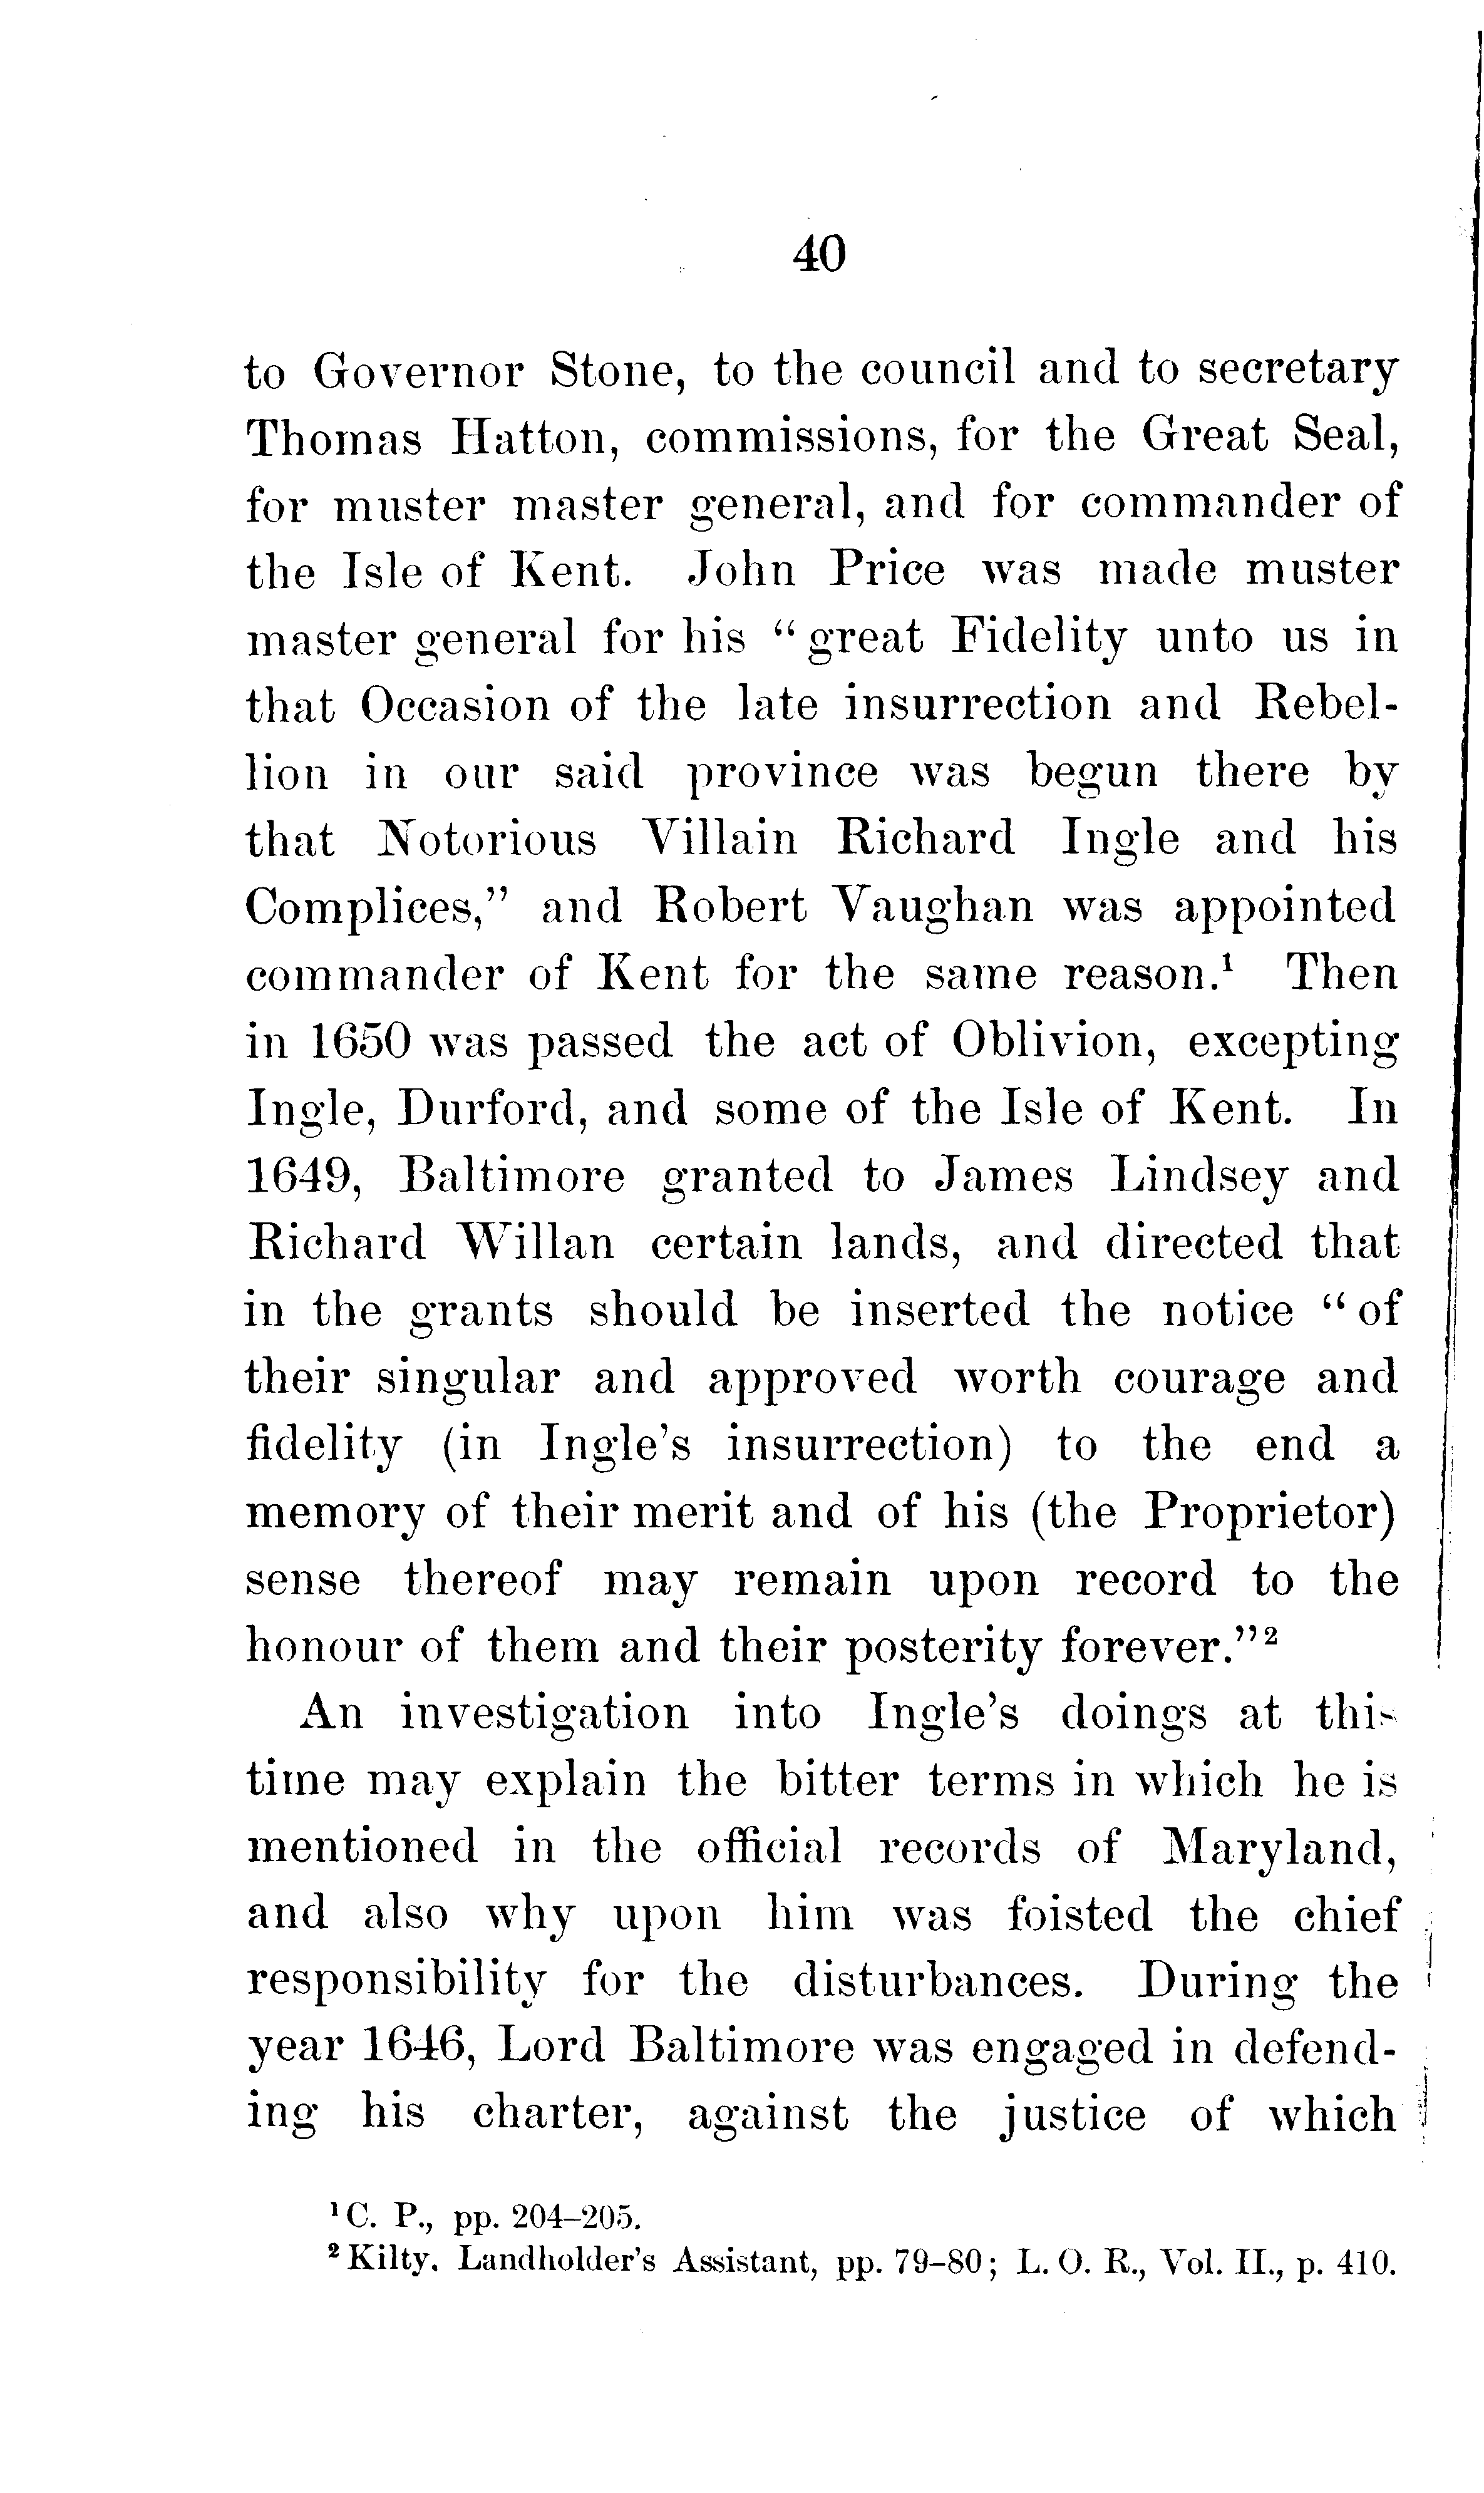 40
to Governor Stone, to the council and to secretary
Thomas Hatton, commissions, for the Great Seal,
for muster master general, and for commander of
the Isle of Kent. John Price was made muster
master general for his “great Fidelity unto us in
that Occasion of the late insurrection and Rebel-
lion in our said province was begun there by
that Notorious Villain Richard Ingle and his
Complices,” and Robert Vaughan was appointed
commander of Kent for the same reason.¹ Then
in 1650 was passed the act of Oblivion, excepting
Ingle, Durford, and some of the Isle of Kent. In
1649, Baltimore granted to James Lindsey and
Richard Willan certain lands, and directed that
in the grants should be inserted the notice “of
their singular and approved worth courage and
fidelity (in Ingle’s insurrection) to the end a
memory of their merit and of his (the Proprietor)
sense thereof may remain upon record to the
honour of them and their posterity forever.”²
An investigation into Ingle’s doings at this
time may explain the bitter terms in which he is
mentioned in the official records of Maryland,
and also why upon him was foisted the chief
responsibility for the disturbances. During the
year 1646, Lord Baltimore was engaged in defend-
ing his charter, against the justice of which
¹ C. P., pp. 204–205.
² Kilty. Landholder’s Assistant, pp. 79–80; L. O. R., Vol. II., p. 410.